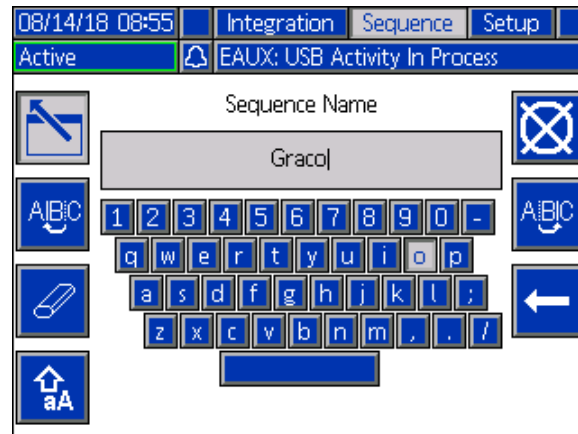 08/14/18 08:55 Integration Sequence Setup
Active EAUX: USB Activity In Process
Sequence Name
Graco
ABC 1 2 3 4 5 6 7 8 9 0 - ABC
q w e r t y u i o p
a s d f g h j k l ;
z x c v b n m , . /
aA